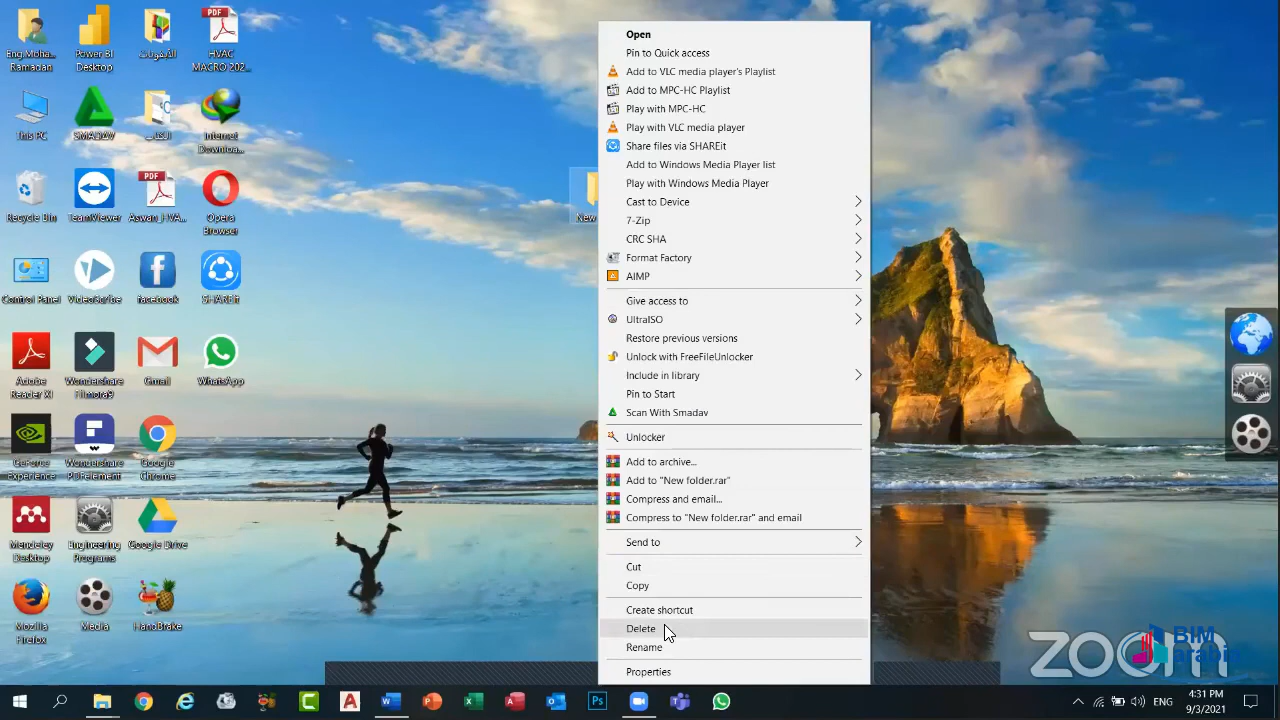 Eng.Moha...
Ramadan
Power BI
Desktop
HVAC
MACRO 202...
This PC
SMADAV
Internet
Downloa...
Recycle Bin
TeamViewer
PDF
Aswan_HVA...
Opera
Browser
Control Panel
VideoScribe
facebook
SHAREit
Adobe
Reader XI
Wondershare
Filmora9
Gmail
WhatsApp
GeForce
Experience
Wondershare
PDFelement
Google
Chrome
Mendeley
Desktop
Engineering
Programs
Google Drive
Mozilla
Firefox
Media
HandBrake
New
Open
Pin to Quick access
Add to VLC media player's Playlist
Add to MPC-HC Playlist
Play with MPC-HC
Play with VLC media player
Share files via SHAREit
Add to Windows Media Player list
Play with Windows Media Player
Cast to Device
7-Zip
CRC SHA
Format Factory
AIMP
Give access to
UltraISO
Restore previous versions
Unlock with FreeFileUnlocker
Include in library
Pin to Start
Scan With Smadav
Unlocker
Add to archive...
Add to "New folder.rar"
Compress and email...
Compress to "New folder.rar" and email
Send to
Cut
Copy
Create shortcut
Delete
Rename
Properties
zoom
BIM
arabia
ENG
4:31 PM
9/3/2021